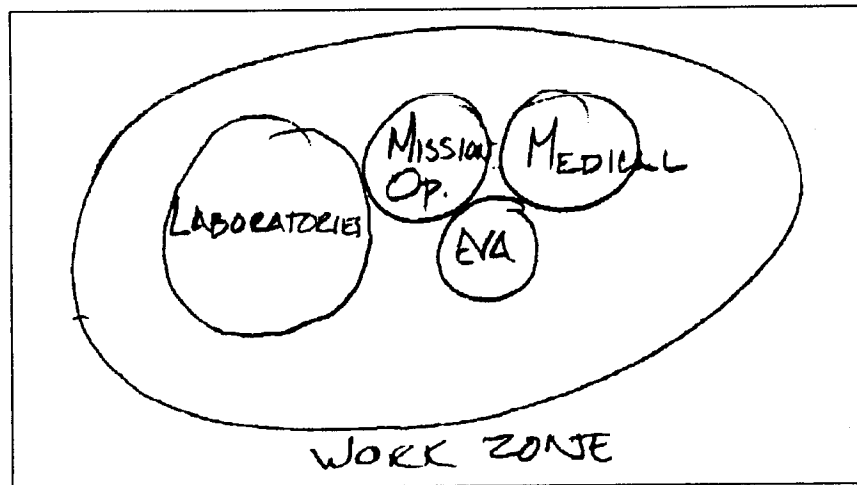 MISSION
Op.
MEDICAL
LABORATORIES
EVA
WORK ZONE